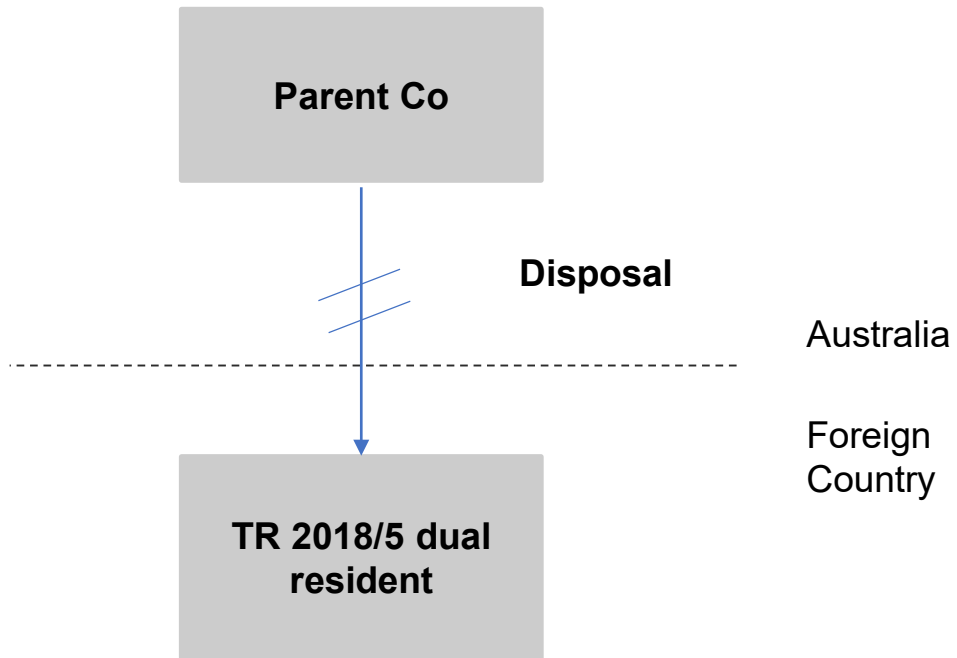 Parent Co
Disposal
Australia
Foreign
Country
TR 2018/5 dual
resident